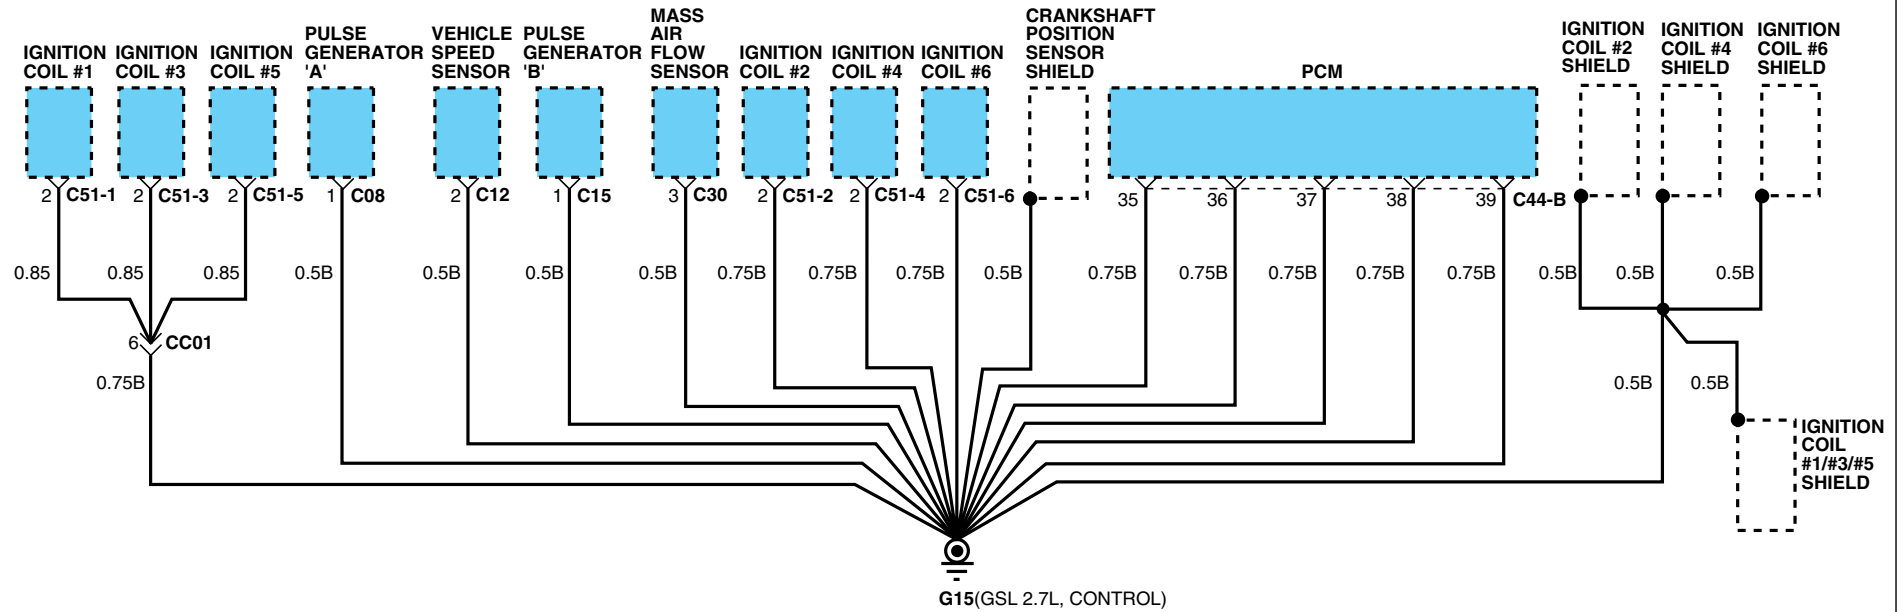 IGNITION
COIL #1
IGNITION
COIL #3
IGNITION
COIL #5
PULSE
GENERATOR
'A'
VEHICLE
SPEED
SENSOR
PULSE
GENERATOR
'B'
MASS
AIR
FLOW
SENSOR
IGNITION
COIL #2
IGNITION
COIL #4
IGNITION
COIL #6
CRANKSHAFT
POSITION
SENSOR
SHIELD
PCM
IGNITION
COIL #2
SHIELD
IGNITION
COIL #4
SHIELD
IGNITION
COIL #6
SHIELD
2 C51-1
2 C51-3
2 C51-5
1 C08
2 C12
1 C15
3 C30
2 C51-2
2 C51-4
2 C51-6
35 36 37 38 39 C44-B
0.85 0.85 0.85 0.5B 0.5B 0.5B 0.5B 0.75B 0.75B 0.75B 0.5B 0.75B 0.75B 0.75B 0.75B 0.75B 0.5B 0.5B 0.5B
6 CC01
0.75B 0.5B 0.5B
IGNITION
COIL
#1/#3/#5
SHIELD
G15(GSL 2.7L, CONTROL)